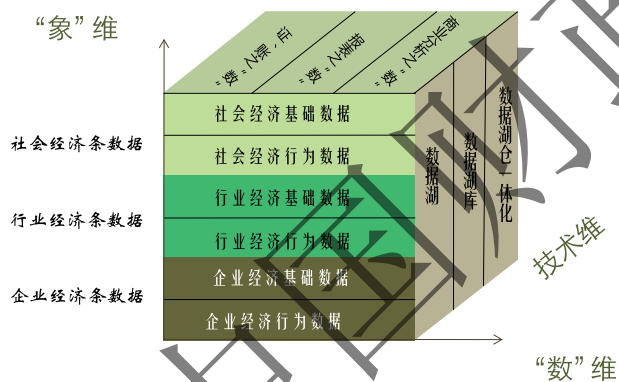 “象”维
证、账之“数”
报表之“数”
商业分析之“数”
社会经济条数据
社会经济基础数据
社会经济行为数据
行业经济条数据
行业经济基础数据
行业经济行为数据
企业经济条数据
企业经济基础数据
企业经济行为数据
数据湖
数据湖库
数据湖仓一体化
技术维
“数”维
中国财政